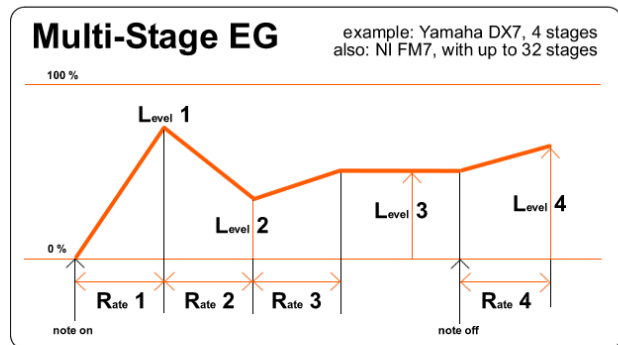 Multi-Stage EG
example: Yamaha DX7, 4 stages
also: NI FM7, with up to 32 stages
100 %
Level 1
Level 2
Level 3
Level 4
0 %
Rate 1
Rate 2
Rate 3
Rate 4
note on
note off